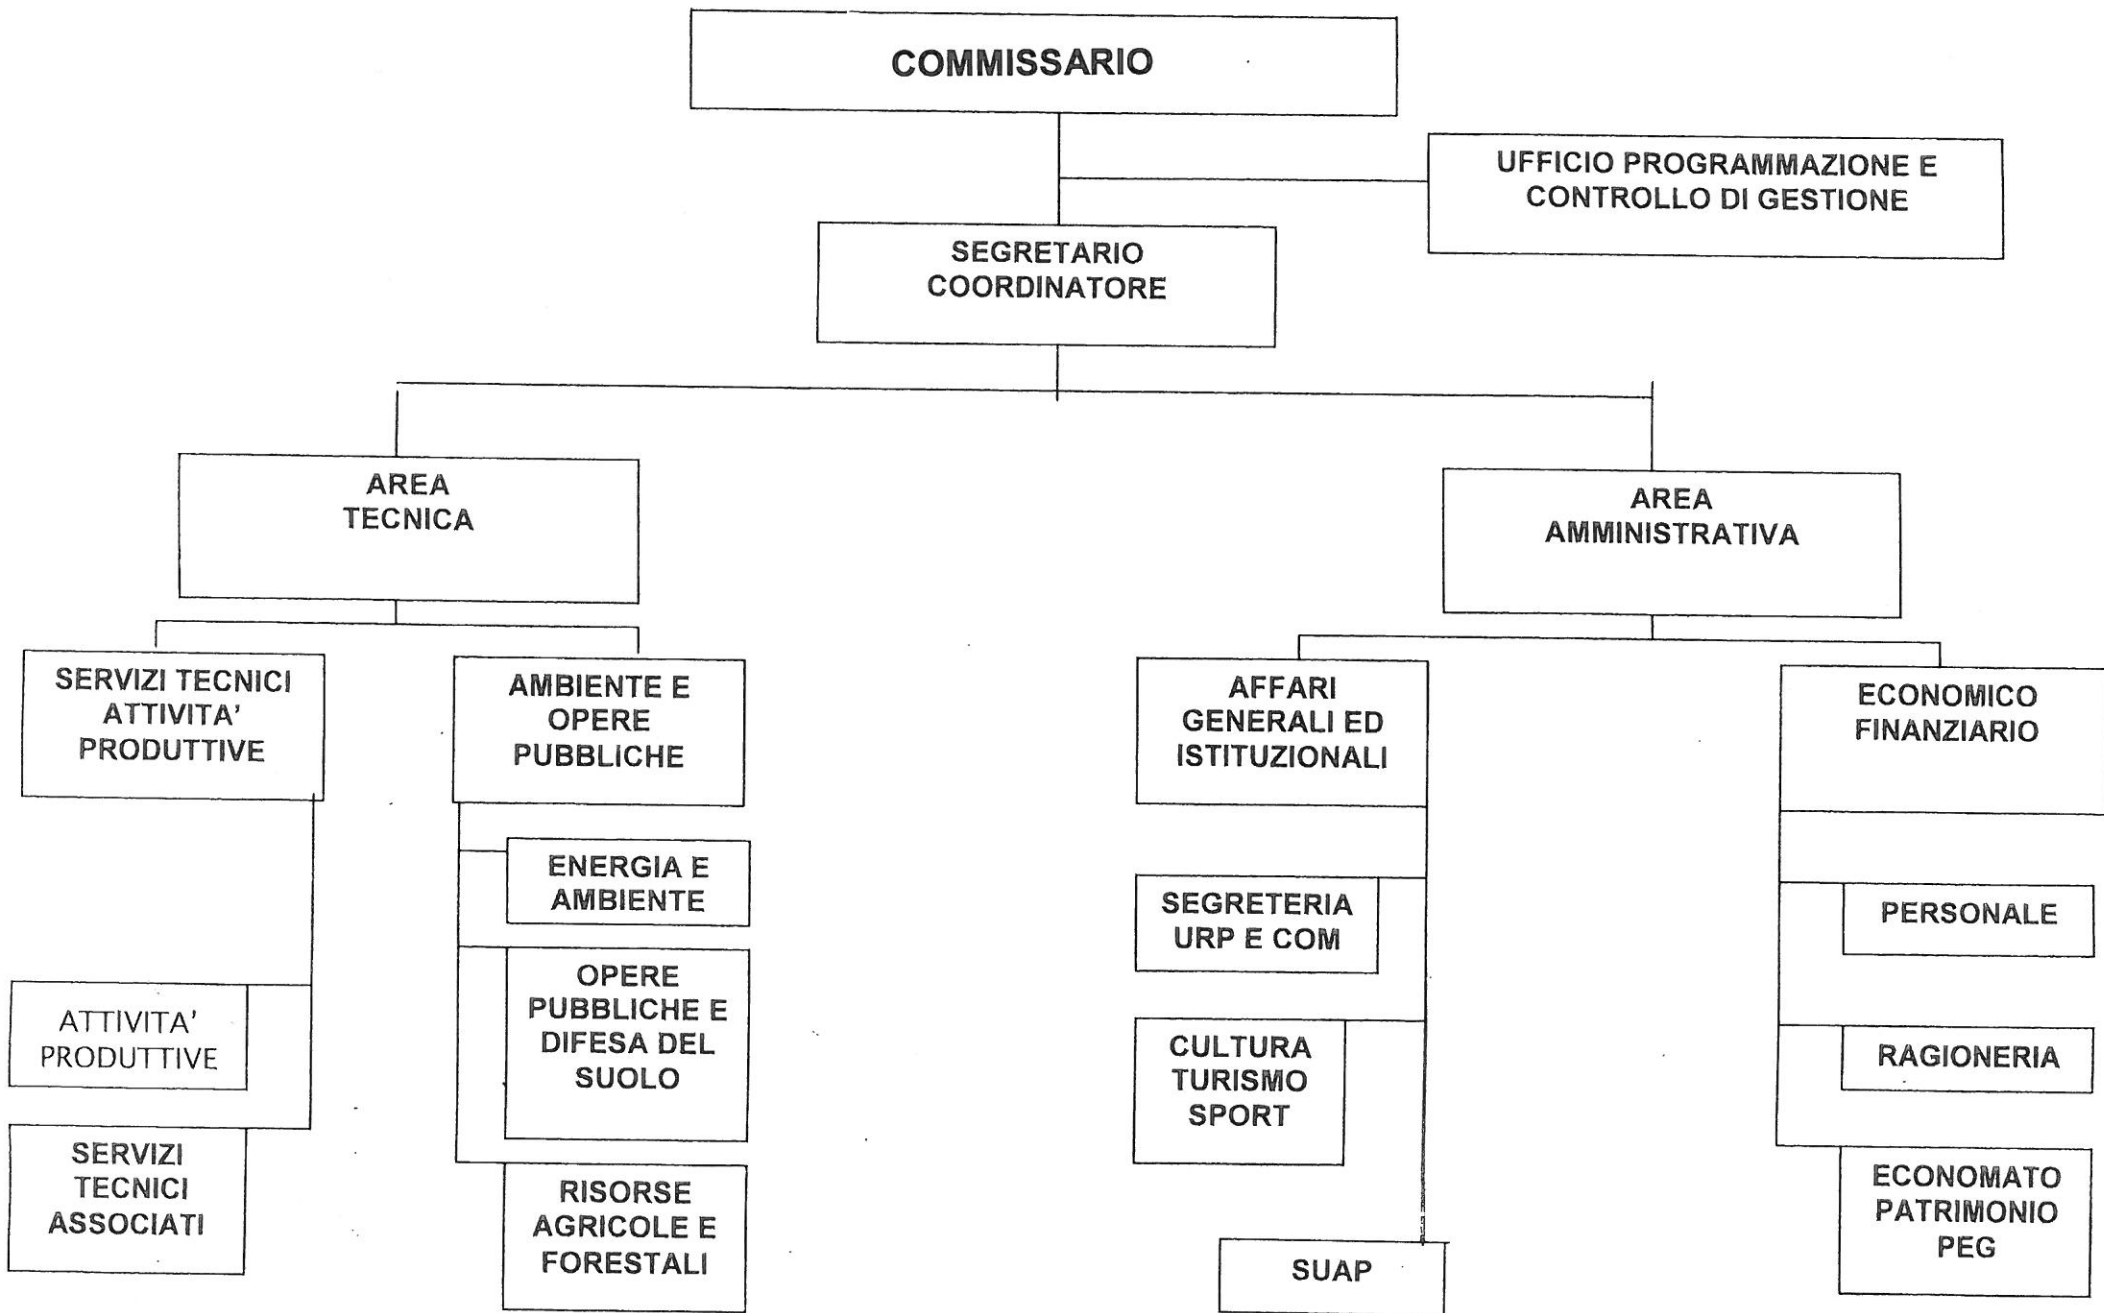 COMMISSARIO
UFFICIO PROGRAMMAZIONE E
CONTROLLO DI GESTIONE
SEGRETARIO
COORDINATORE
AREA
TECNICA
AREA
AMMINISTRATIVA
SERVIZI TECNICI
ATTIVITA'
PRODUTTIVE
AMBIENTE E
OPERE
PUBBLICHE
AFFARI
GENERALI ED
ISTITUZIONALI
ECONOMICO
FINANZIARIO
ATTIVITA'
PRODUTTIVE
SERVIZI
TECNICI
ASSOCIATI
ENERGIA E
AMBIENTE
OPERE
PUBBLICHE E
DIFESA DEL
SUOLO
RISORSE
AGRICOLE E
FORESTALI
SEGRETERIA
URP E COM
CULTURA
TURISMO
SPORT
SUAP
PERSONALE
RAGIONERIA
ECONOMATO
PATRIMONIO
PEG